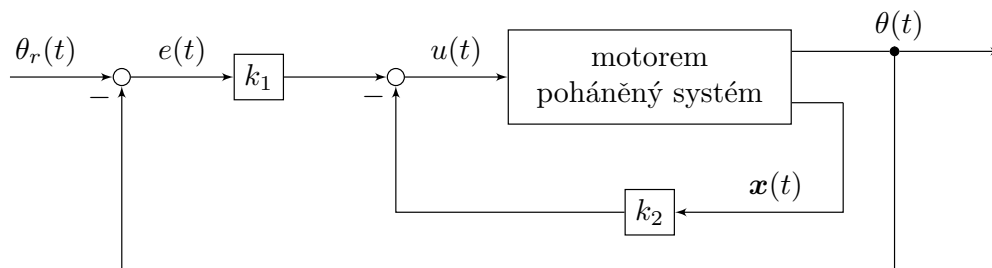 θ_r(t)
e(t)
k_1
u(t)
motorem
poháněný systém
θ(t)
−
−
x(t)
k_2